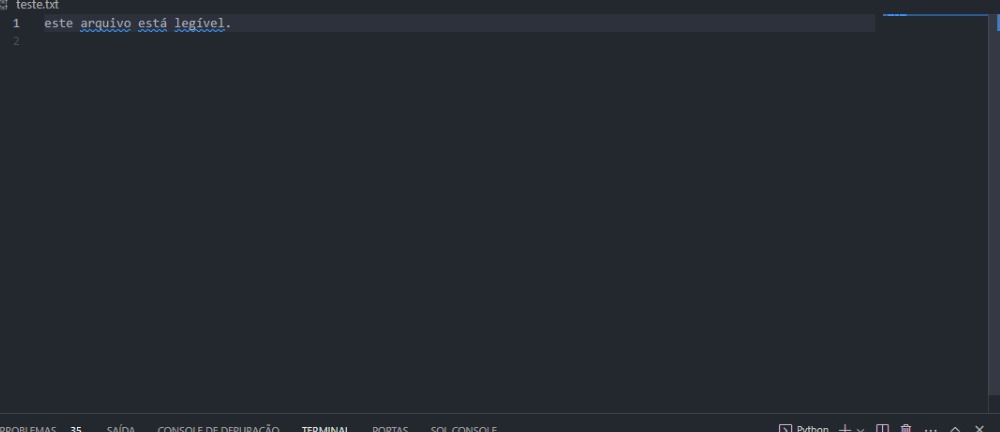 teste.txt
1 este arquivo está legível.
2
PROBLEMAS 35 SAÍDA CONSOLE DE DEPURAÇÃO TERMINAL PORTAS SQL CONSOLE Python